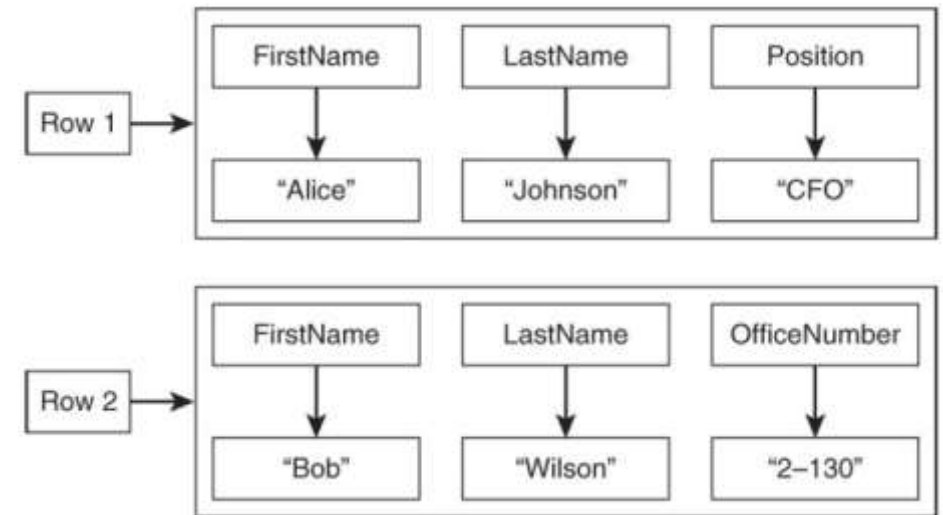 FirstName LastName Position
Row 1
“Alice” “Johnson” “CFO”
FirstName LastName OfficeNumber
Row 2
“Bob” “Wilson” “2–130”